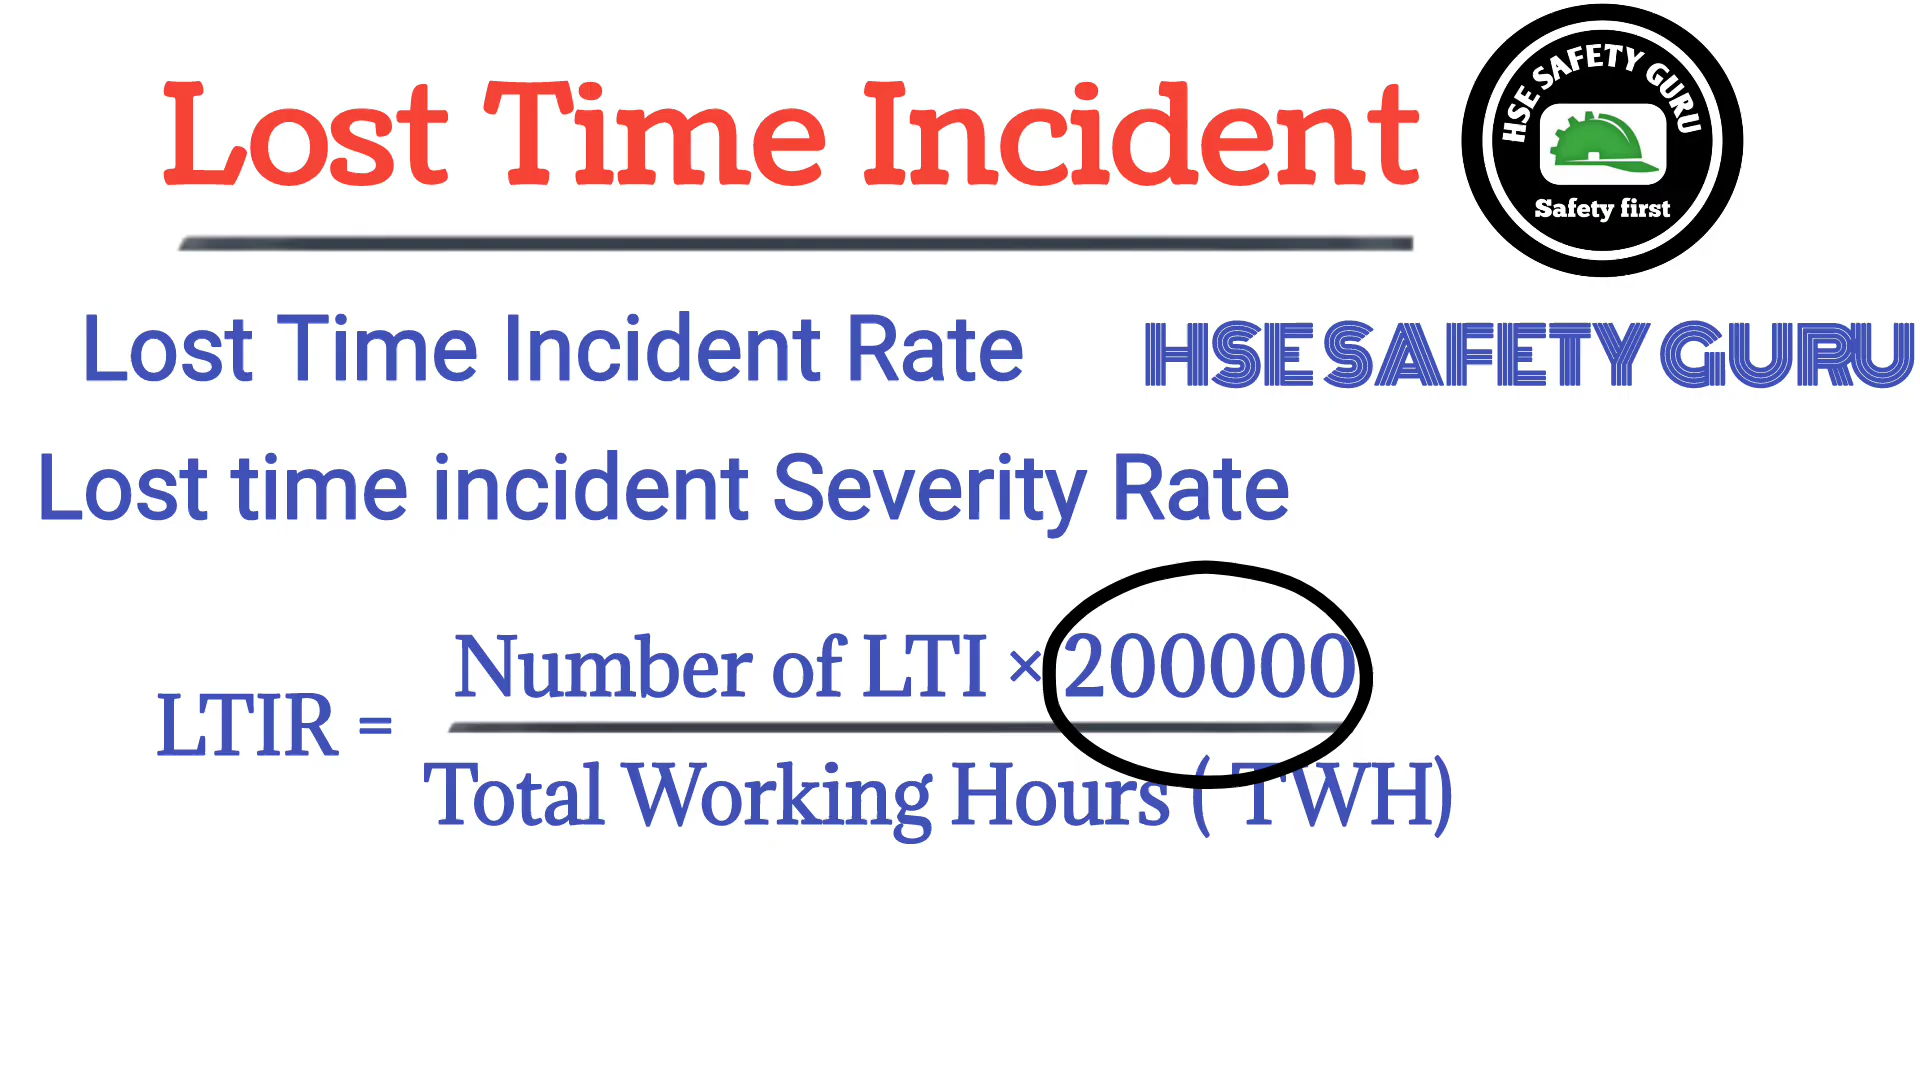 Lost Time Incident
HSE SAFETY GURU
Safety first
Lost Time Incident Rate
HSE SAFETY GURU
Lost time incident Severity Rate
Number of LTI × 200000
LTIR =
Total Working Hours ( TWH)